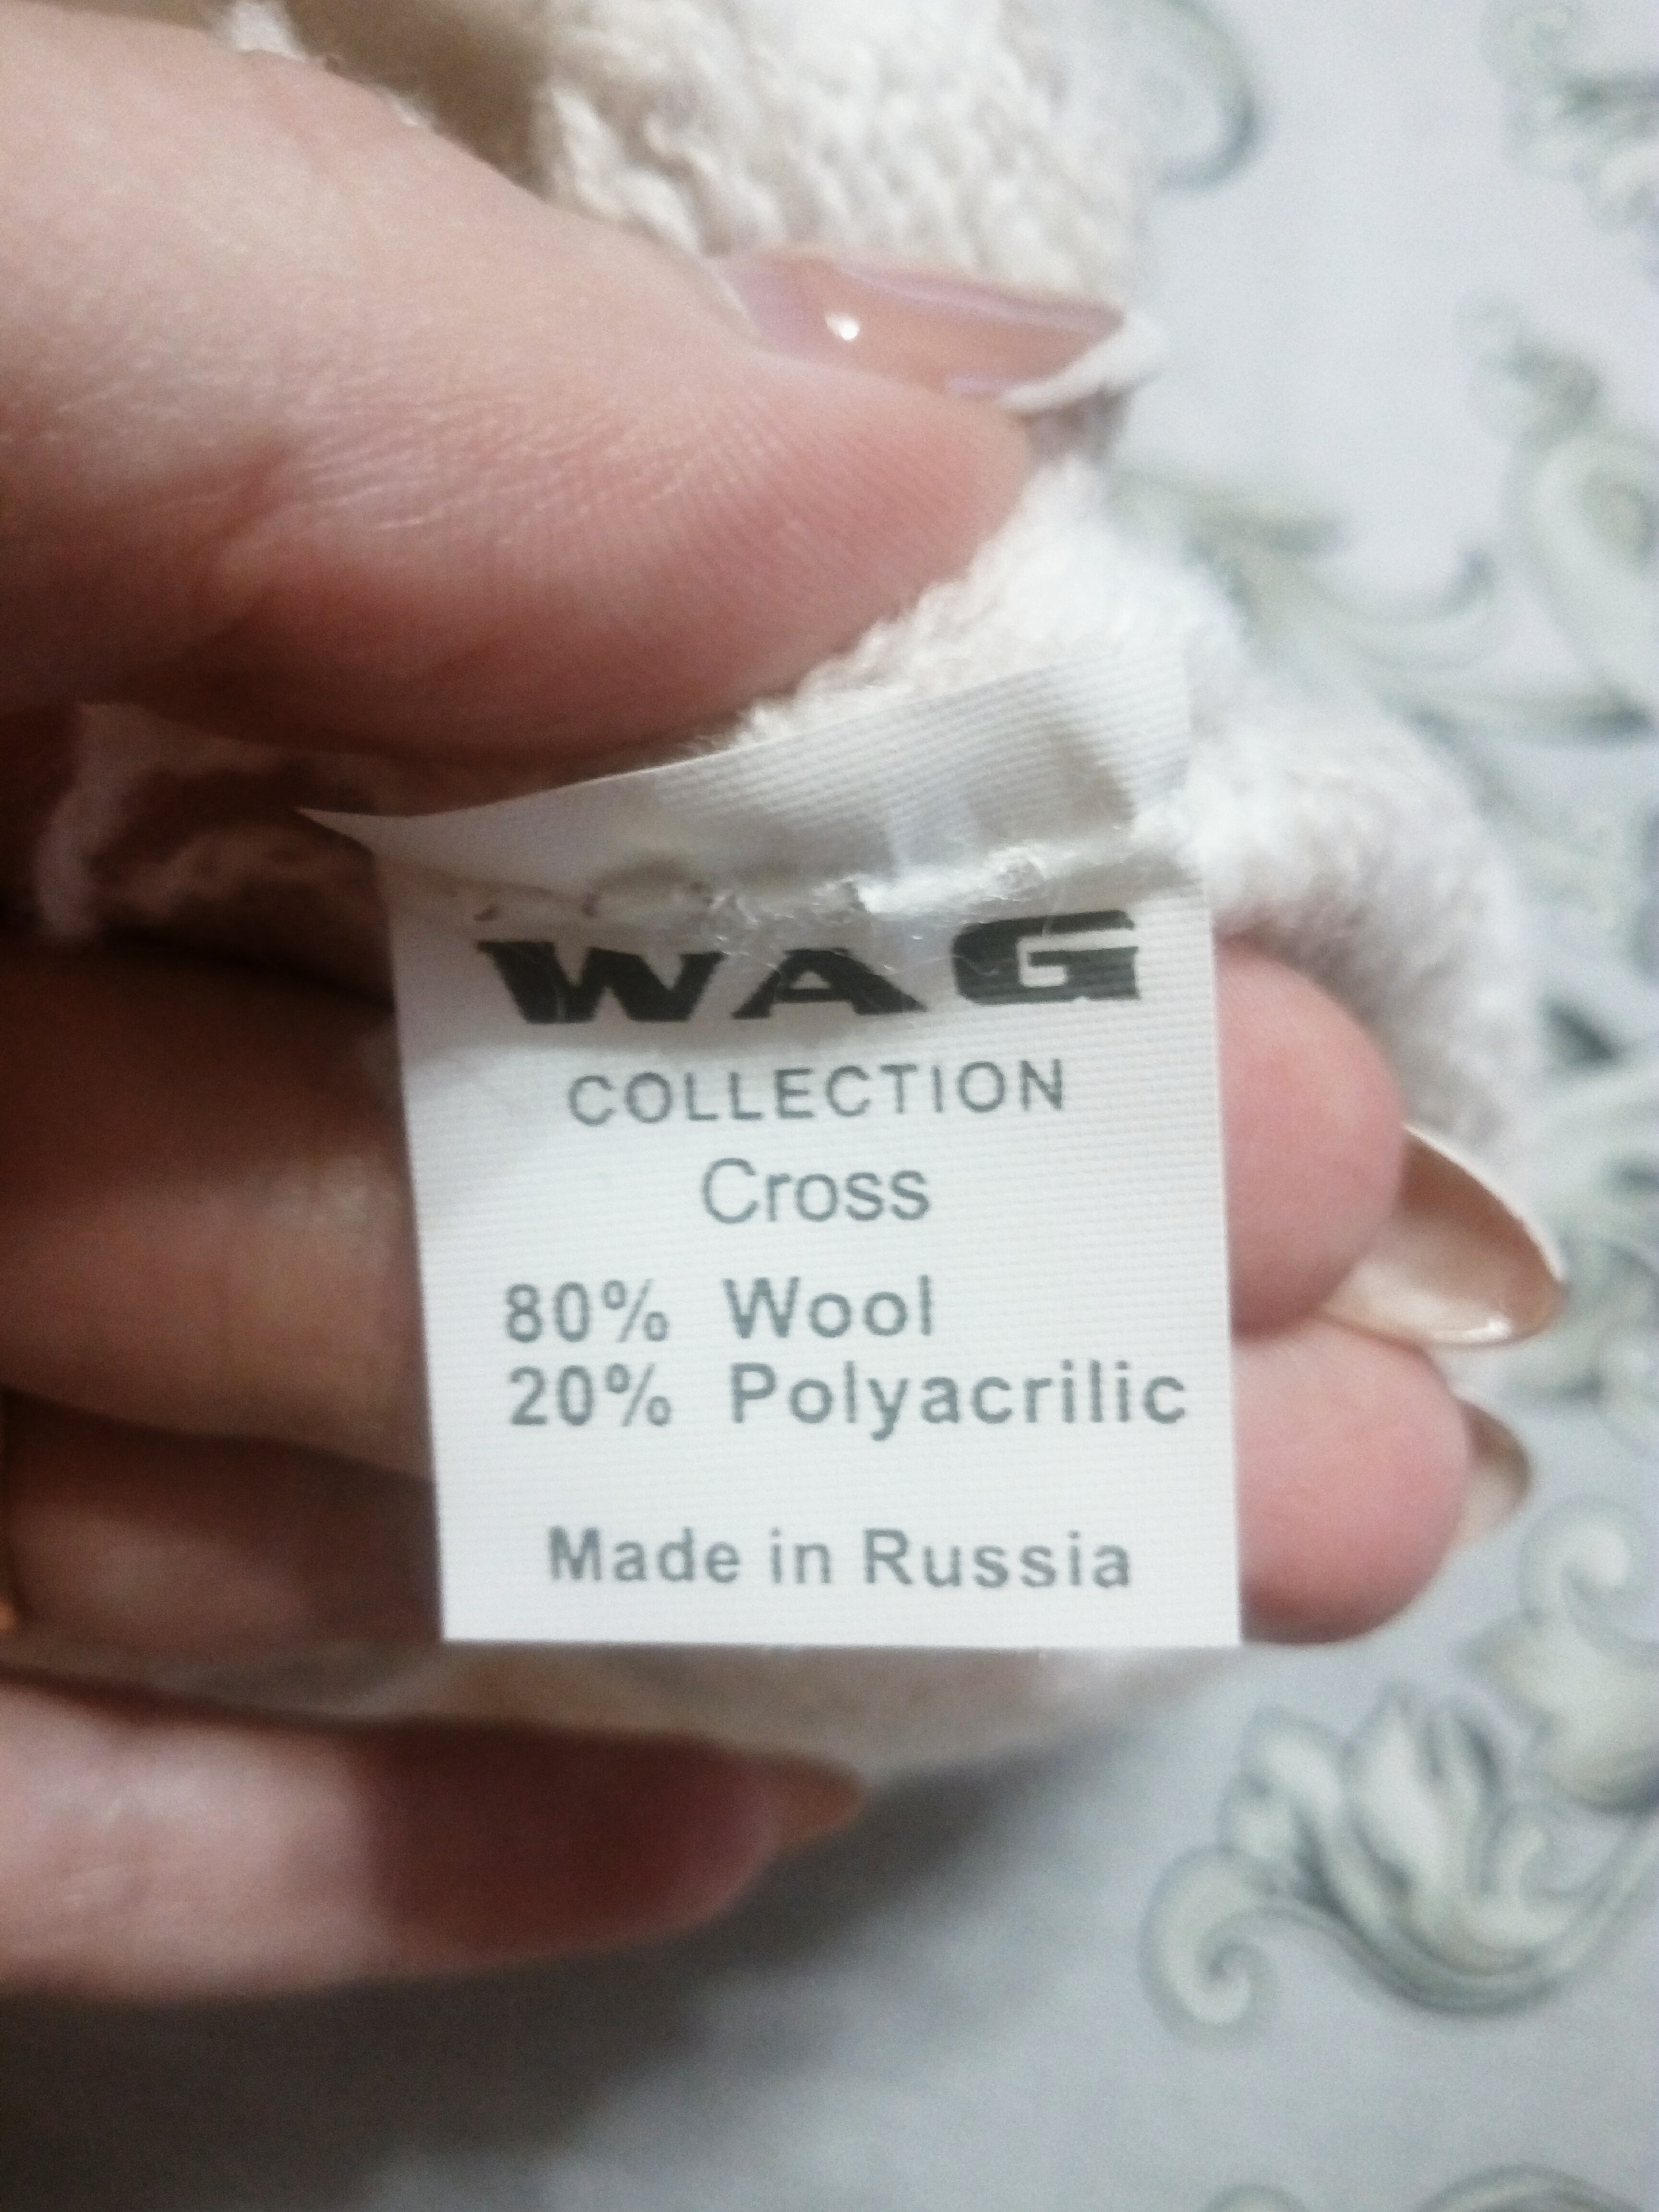 WAG
COLLECTION
Cross
80% Wool
20% Polyacrilic
Made in Russia